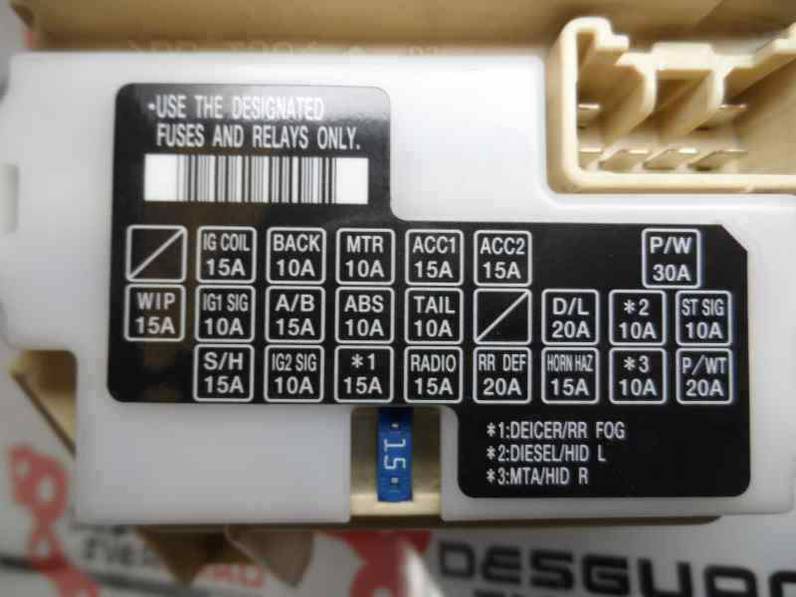 •USE THE DESIGNATED
FUSES AND RELAYS ONLY.
IG COIL 15A BACK 10A MTR 10A ACC1 15A ACC2 15A P/W 30A
WIP 15A IG1 SIG 10A A/B 15A ABS 10A TAIL 10A D/L 20A *2 10A ST SIG 10A
S/H 15A IG2 SIG 10A *1 15A RADIO 15A RR DEF 20A HORN HAZ 15A *3 10A P/WT 20A
*1:DEICER/RR FOG
*2:DIESEL/HID L
*3:MTA/HID R
15
DESGUA